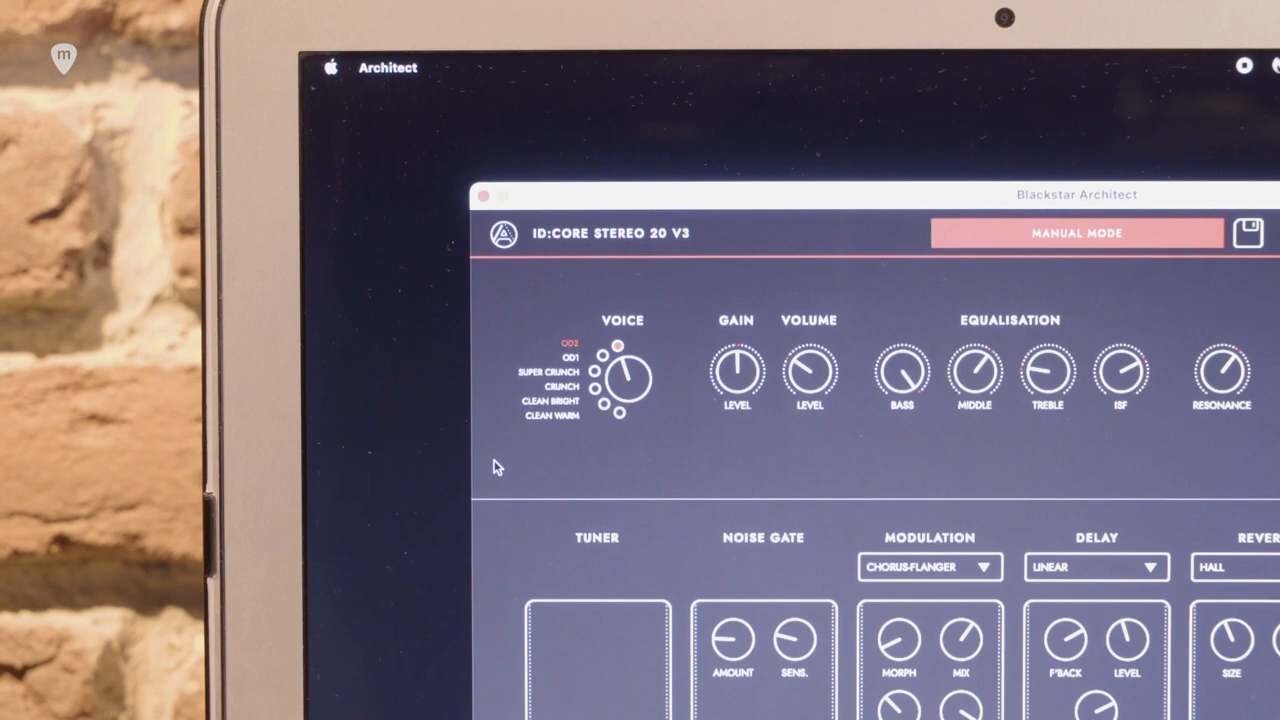 m
Architect
Blackstar Architect
ID:CORE STEREO 20 V3
MANUAL MODE
VOICE
GAIN
VOLUME
EQUALISATION
OD2
OD1
SUPER CRUNCH
CRUNCH
CLEAN BRIGHT
CLEAN WARM
LEVEL
LEVEL
BASS
MIDDLE
TREBLE
ISF
RESONANCE
TUNER
NOISE GATE
MODULATION
DELAY
REVER
CHORUS-FLANGER
LINEAR
HALL
AMOUNT
SENS.
MORPH
MIX
F'BACK
LEVEL
SIZE